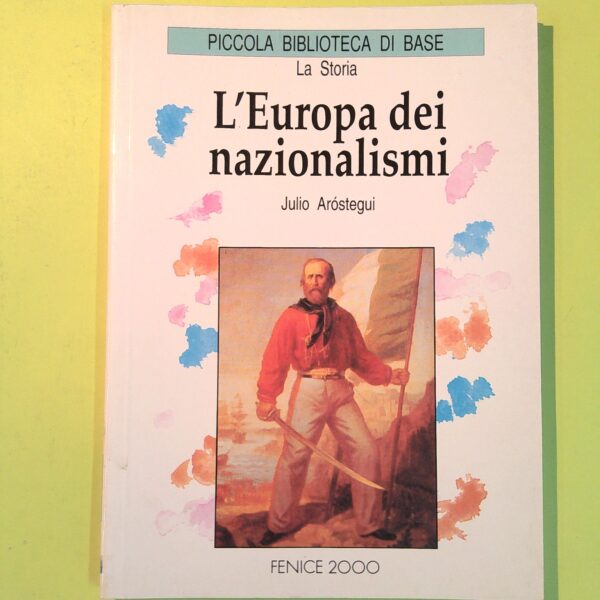 PICCOLA BIBLIOTECA DI BASE
La Storia
L'Europa dei
nazionalismi
Julio Aróstegui
FENICE 2000